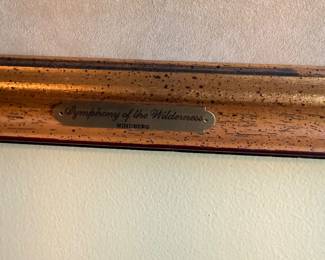 Symphony of the Wilderness